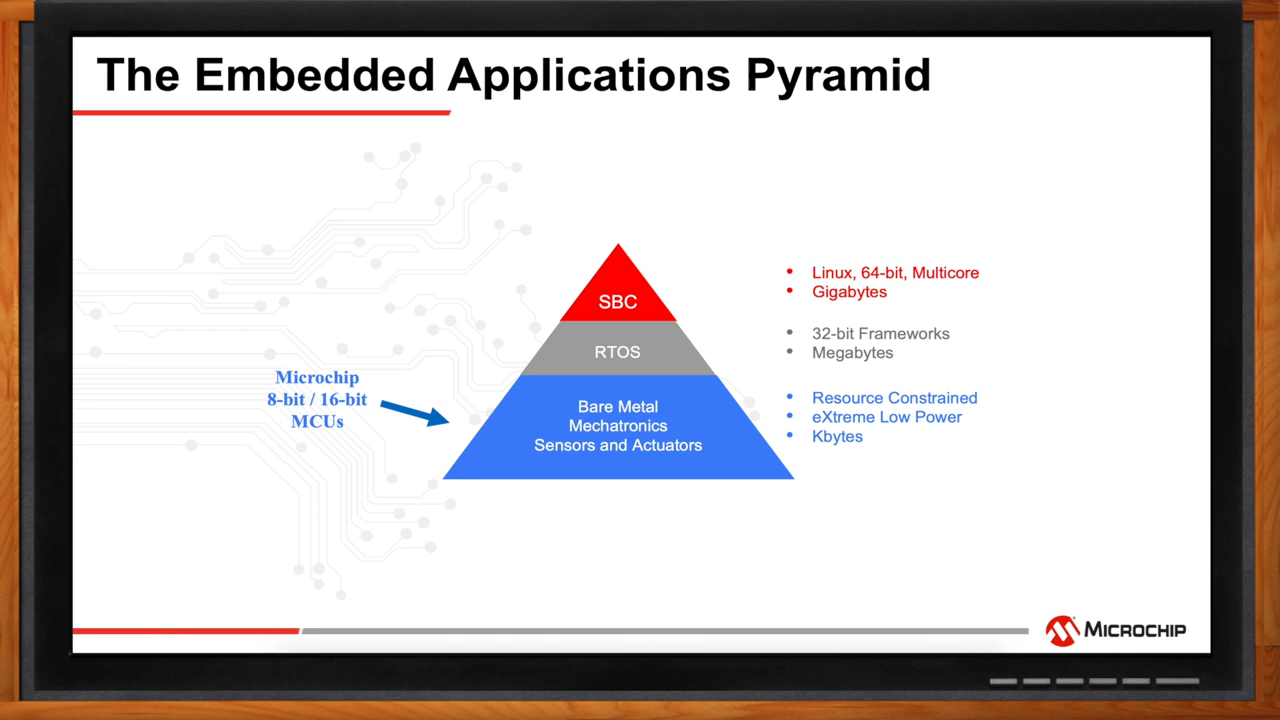 The Embedded Applications Pyramid
SBC
RTOS
Bare Metal
Mechatronics
Sensors and Actuators
Microchip
8-bit / 16-bit
MCUs
• Linux, 64-bit, Multicore
• Gigabytes
• 32-bit Frameworks
• Megabytes
• Resource Constrained
• eXtreme Low Power
• Kbytes
MICROCHIP